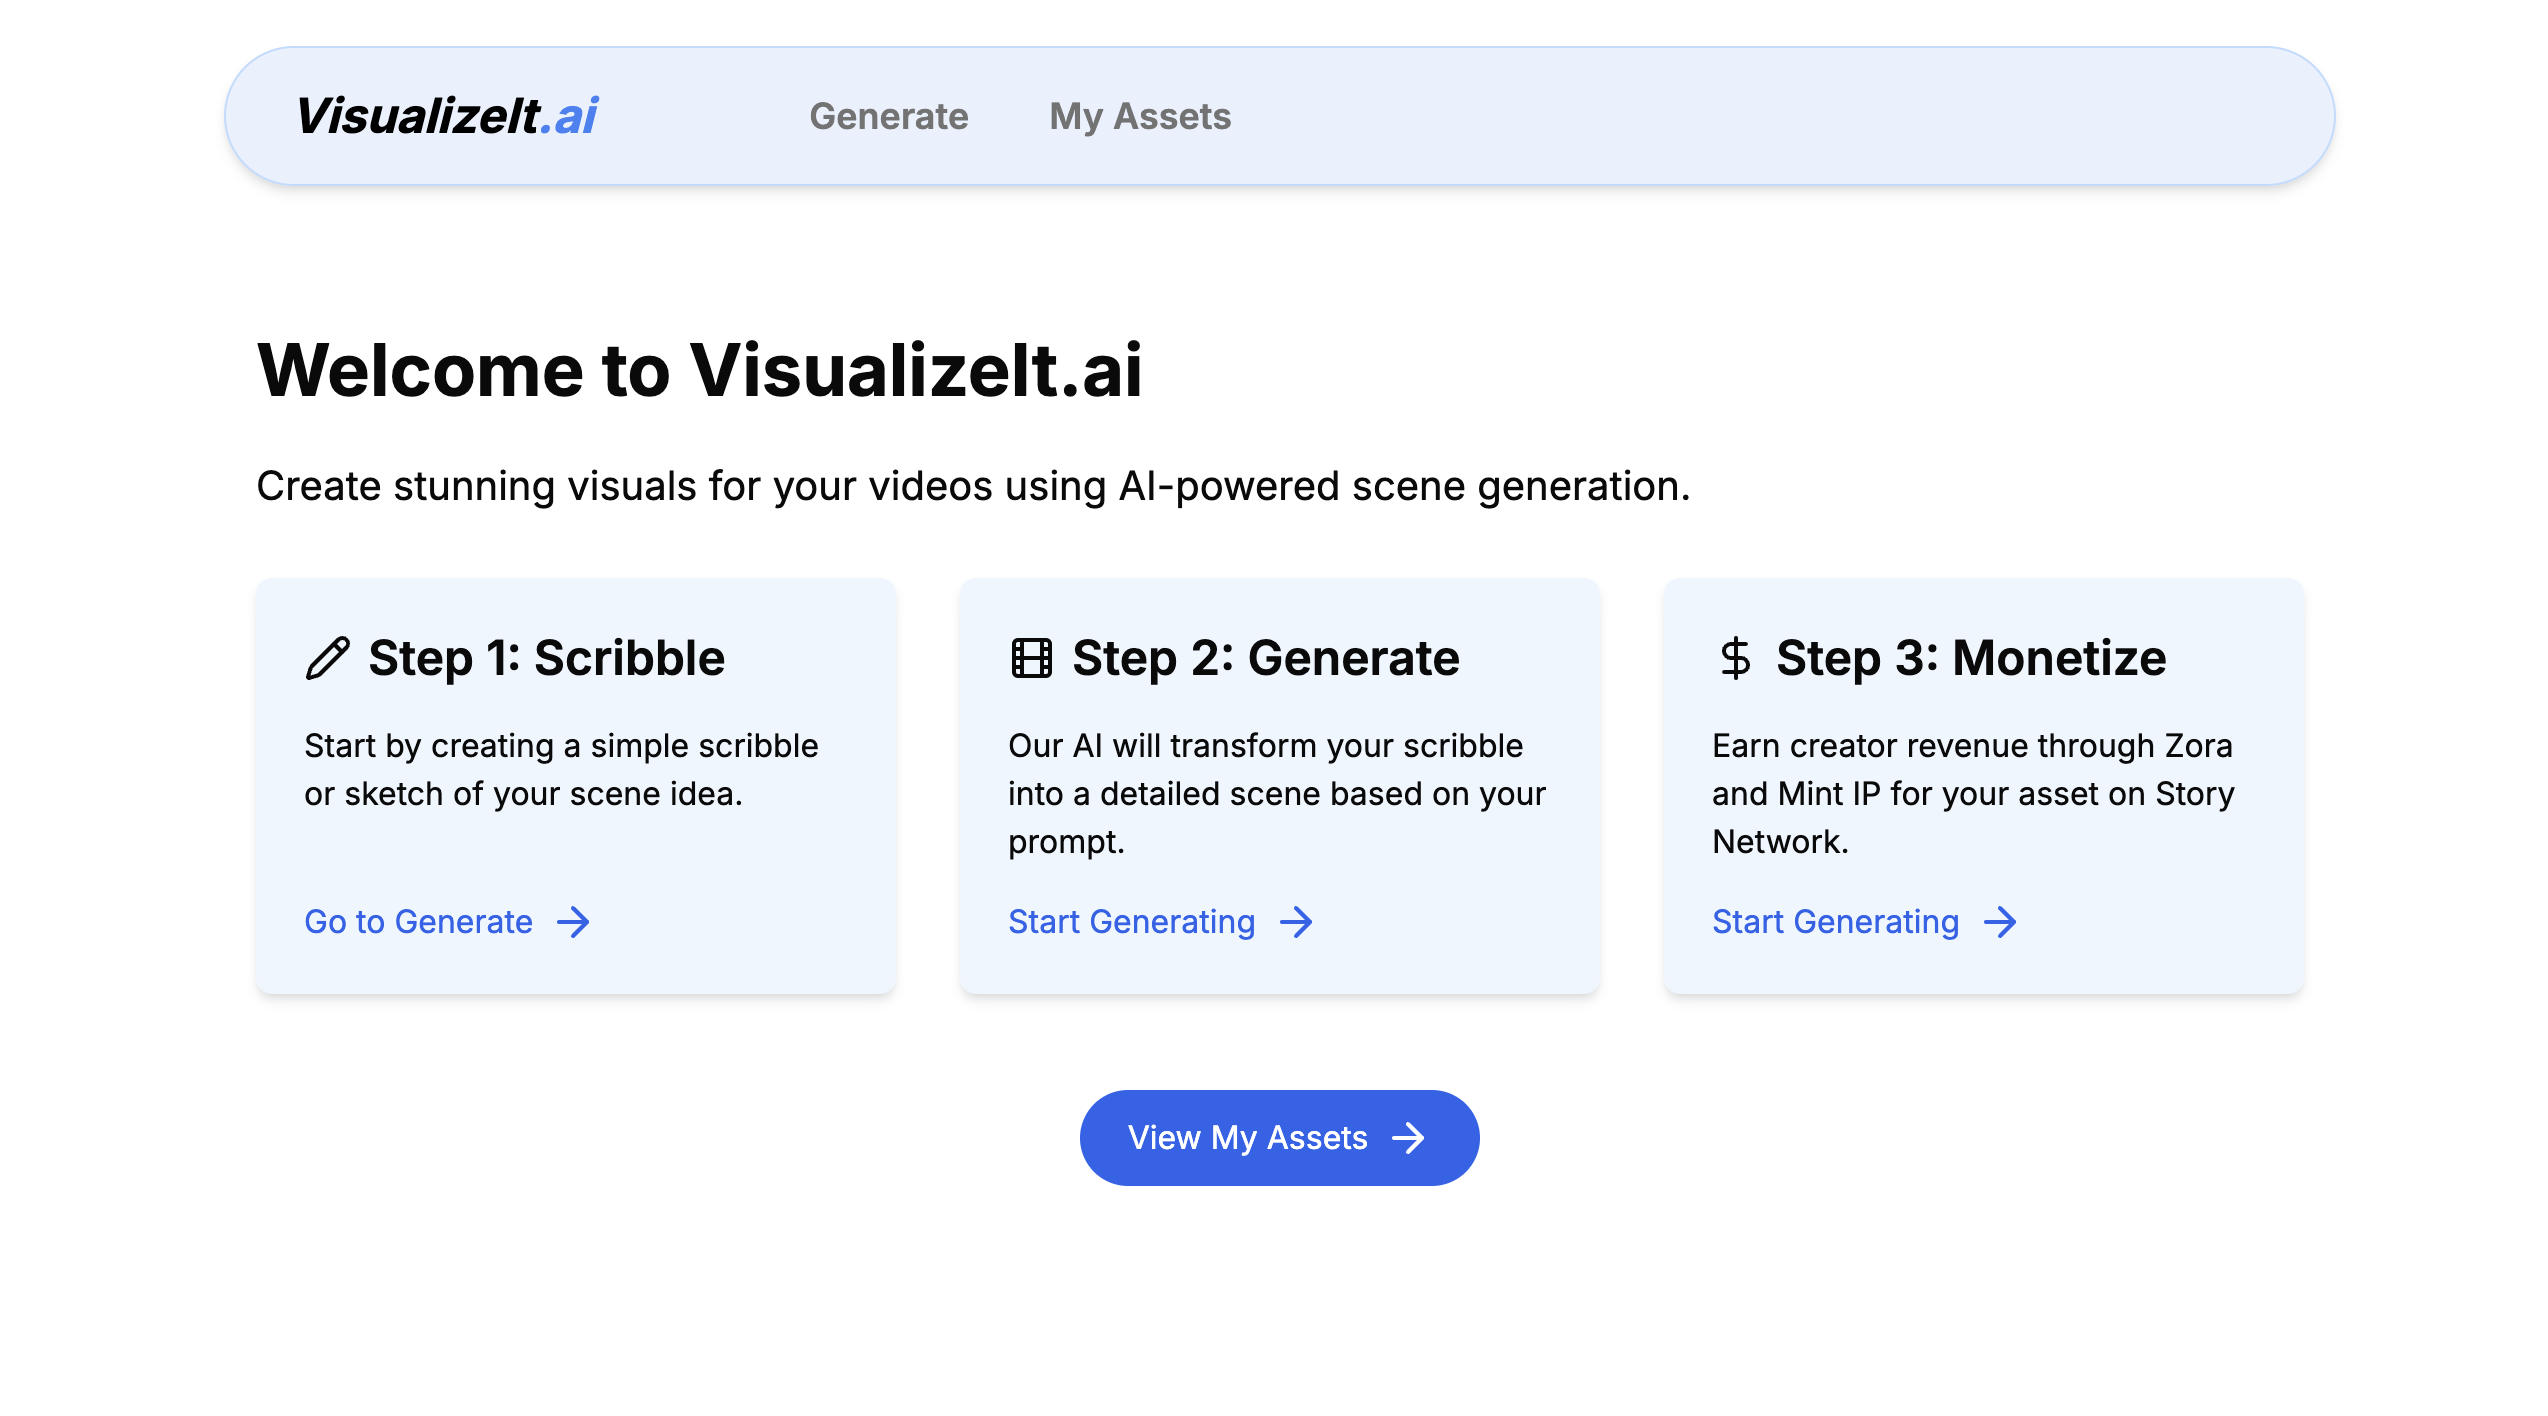 VisualizeIt.ai
Generate
My Assets
Welcome to VisualizeIt.ai
Create stunning visuals for your videos using AI-powered scene generation.
Step 1: Scribble
Start by creating a simple scribble
or sketch of your scene idea.
Go to Generate
Step 2: Generate
Our AI will transform your scribble
into a detailed scene based on your
prompt.
Start Generating
Step 3: Monetize
Earn creator revenue through Zora
and Mint IP for your asset on Story
Network.
Start Generating
View My Assets